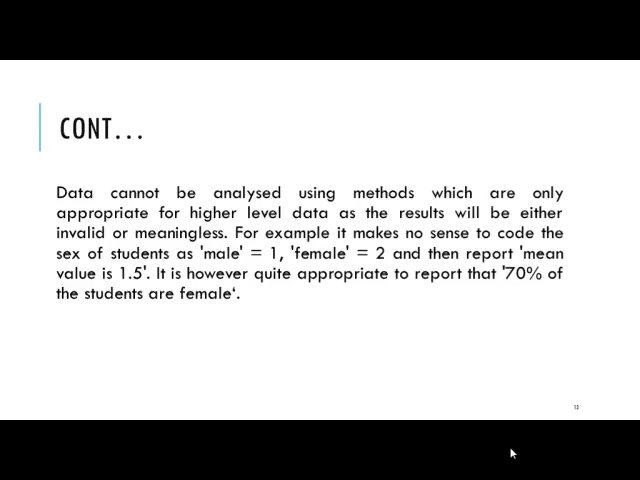 CONT...
Data cannot be analysed using methods which are only
appropriate for higher level data as the results will be either
invalid or meaningless. For example it makes no sense to code the
sex of students as 'male' = 1, 'female' = 2 and then report 'mean
value is 1.5'. It is however quite appropriate to report that '70% of
the students are female‘.
13